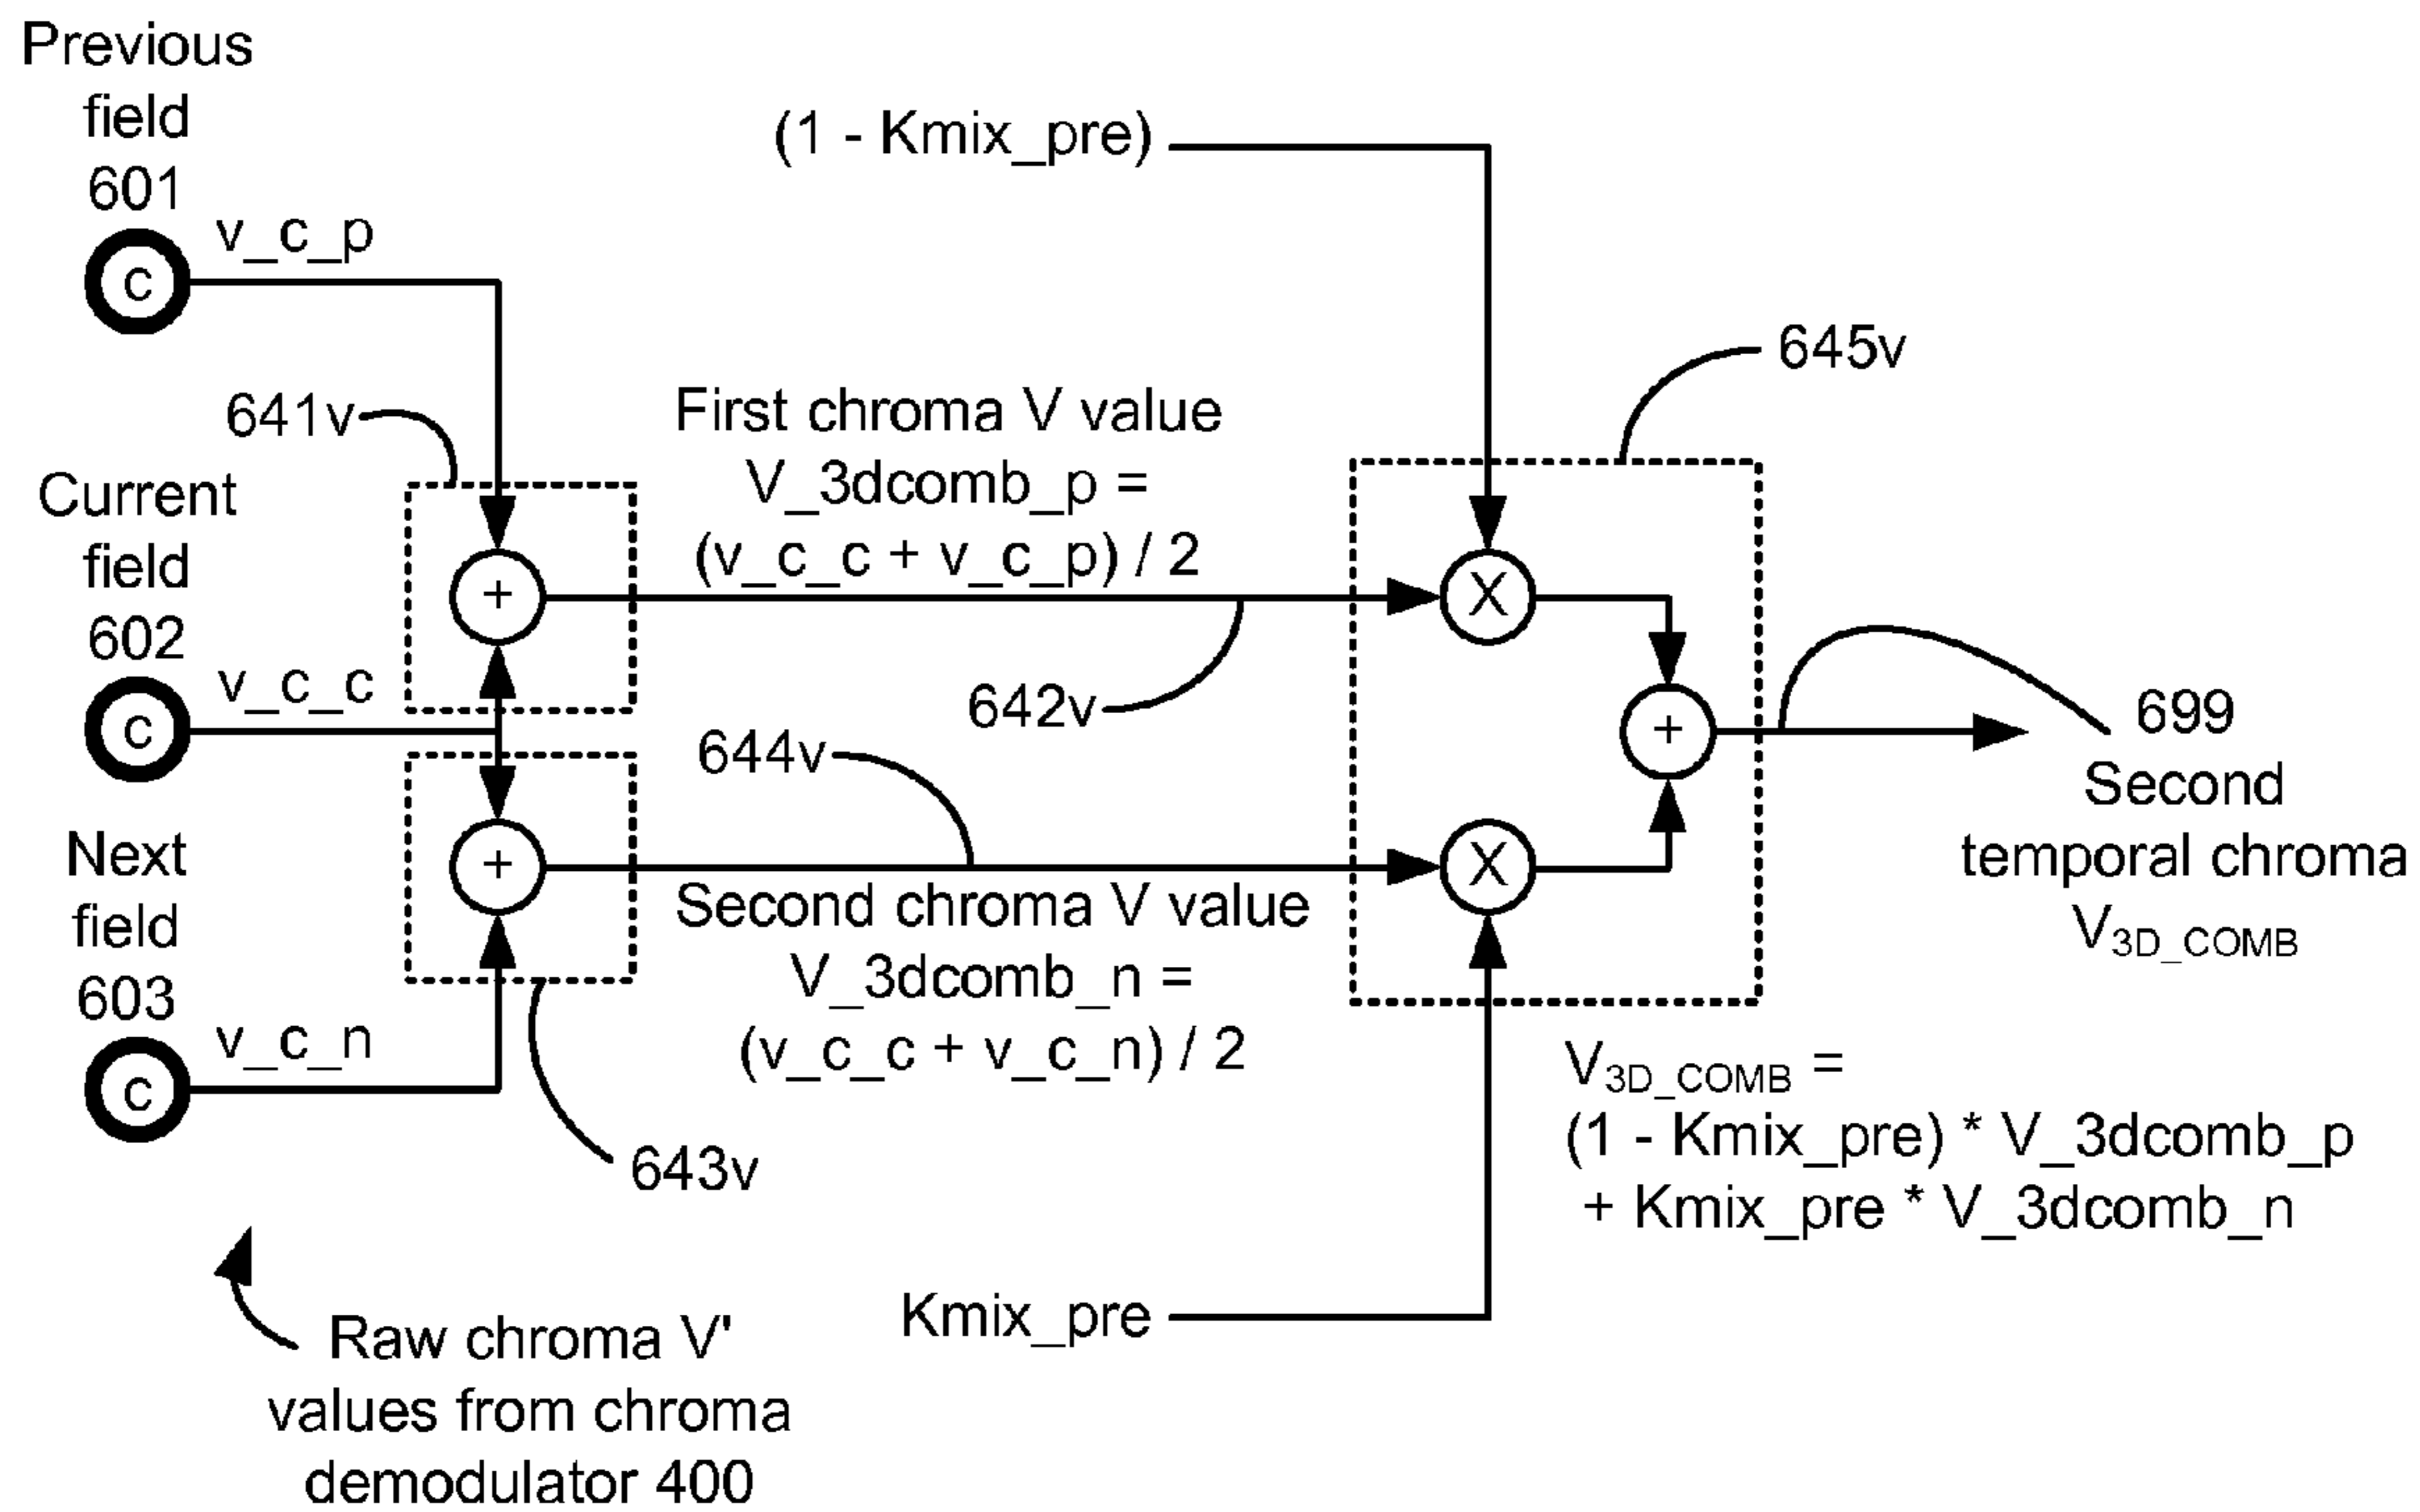 Previous
field
601
v_c_p
c
(1 - Kmix_pre)
645v
641v
First chroma V value
V_3dcomb_p =
(v_c_c + v_c_p) / 2
Current
field
602
v_c_c
c
+
X
642v
644v
+
699
Second
temporal chroma
V3D_COMB
Next
field
603
v_c_n
c
+
X
Second chroma V value
V_3dcomb_n =
(v_c_c + v_c_n) / 2
643v
V3D_COMB =
(1 - Kmix_pre) * V_3dcomb_p
+ Kmix_pre * V_3dcomb_n
Kmix_pre
Raw chroma V'
values from chroma
demodulator 400